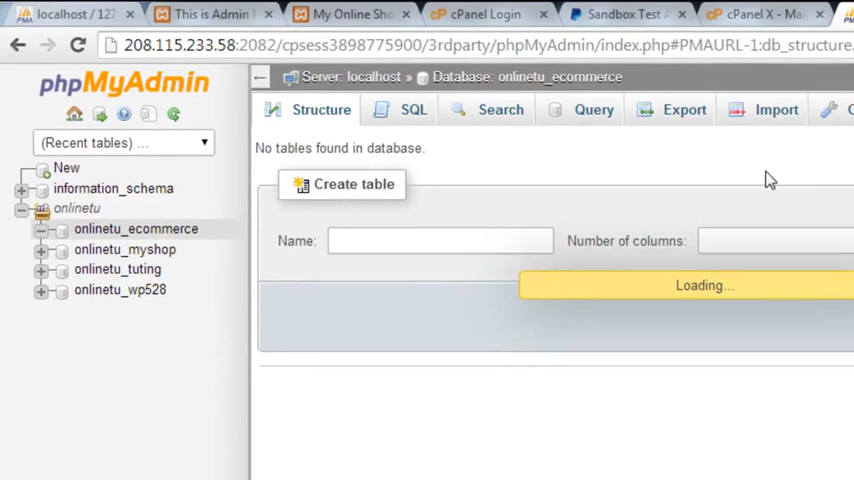 localhost / 127
This is Admin
My Online Sho
cPanel Login
Sandbox Test
cPanel X - Ma
208.115.233.58:2082/cpsess3898775900/3rdparty/phpMyAdmin/index.php#PMAURL-1:db_structure.
phpMyAdmin
Server: localhost » Database: onlinetu_ecommerce
Structure
SQL
Search
Query
Export
Import
(Recent tables) ...
No tables found in database.
New
information_schema
onlinetu
onlinetu_ecommerce
onlinetu_myshop
onlinetu_tuting
onlinetu_wp528
Create table
Name:
Number of columns:
Loading...